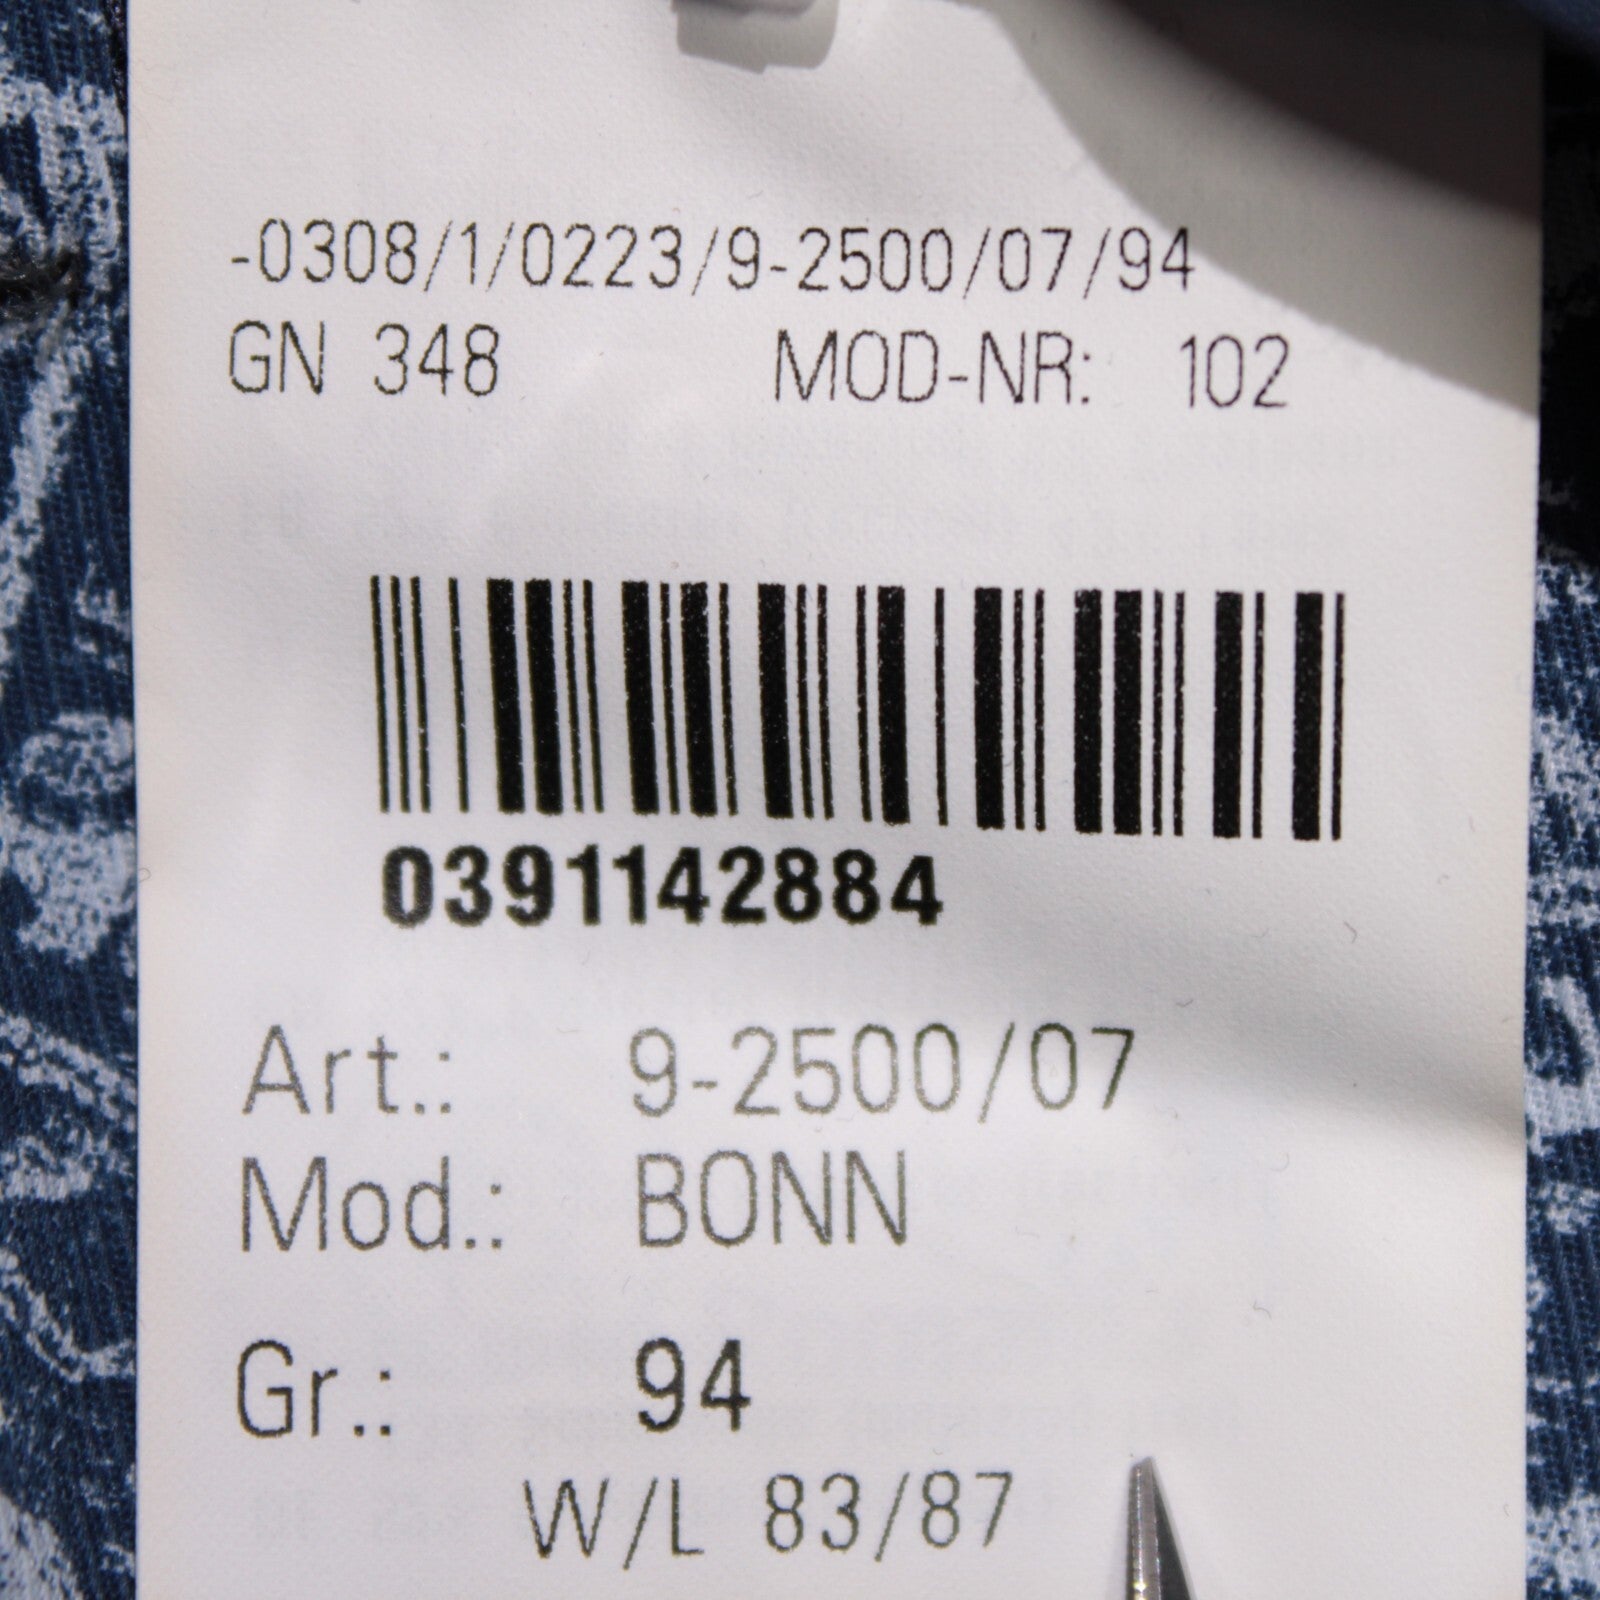 -0308/1/0223/9-2500/07/94
GN 348 MOD-NR: 102
0391142884
Art.: 9-2500/07
Mod.: BONN
Gr.: 94
W/L 83/87